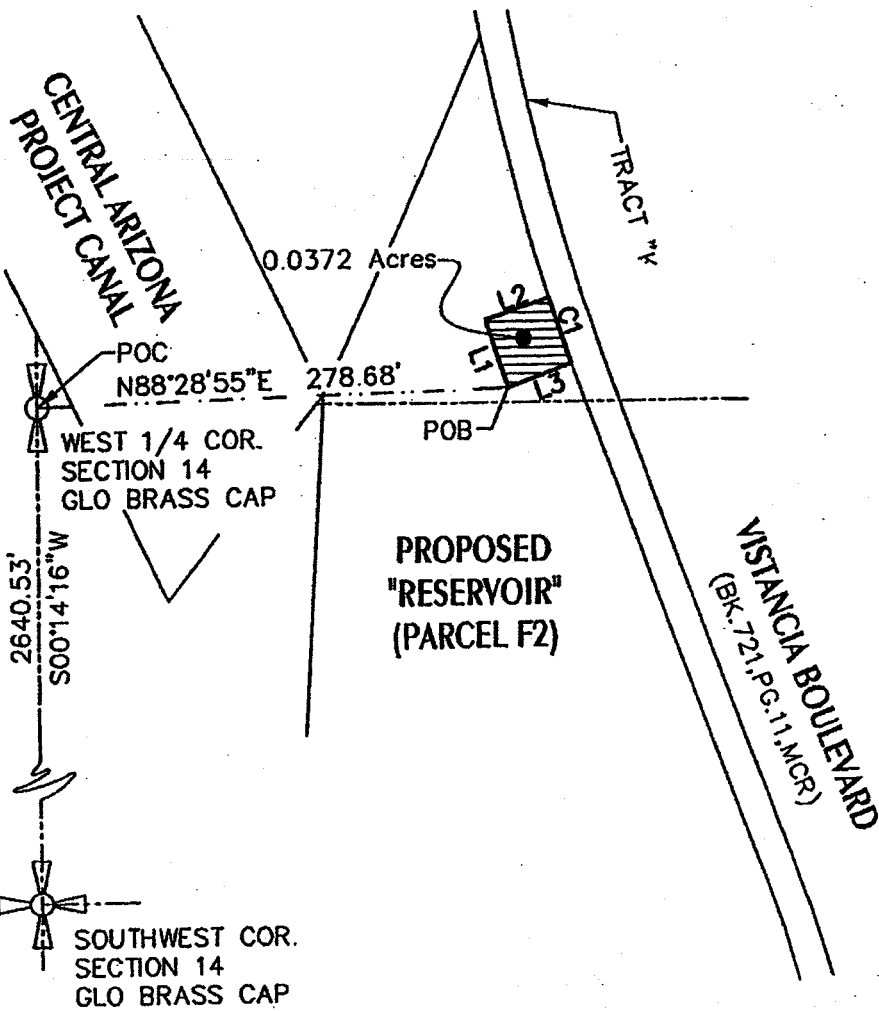 CENTRAL ARIZONA
PROJECT CANAL
TRACT "K"
0.0372 Acres
L2
C1
L1
L3
POC
N88°28'55"E 278.68'
POB
WEST 1/4 COR.
SECTION 14
GLO BRASS CAP
2640.53'
S00°14'16"W
PROPOSED
"RESERVOIR"
(PARCEL F2)
VISTANCIA BOULEVARD
(BK.721,PG.11,MCR)
SOUTHWEST COR.
SECTION 14
GLO BRASS CAP